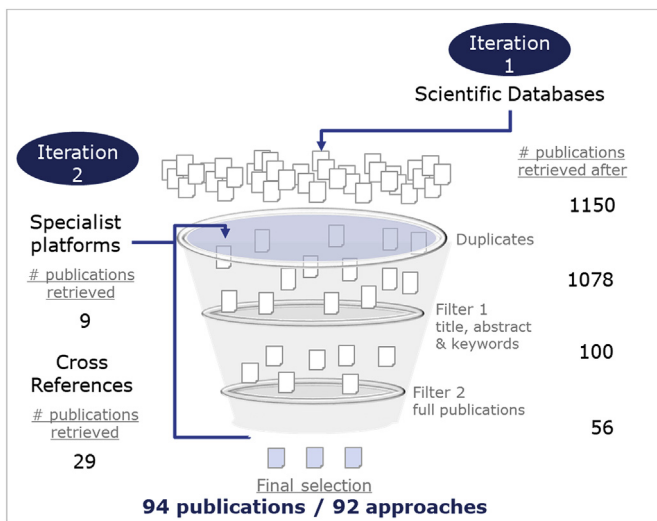 Iteration
1
Scientific Databases
Iteration
2
# publications
retrieved after
1150
Specialist
platforms
Duplicates
# publications
retrieved
1078
9
Filter 1
title, abstract
& keywords
Cross
References
100
Filter 2
full publications
# publications
retrieved
56
29
Final selection
94 publications / 92 approaches